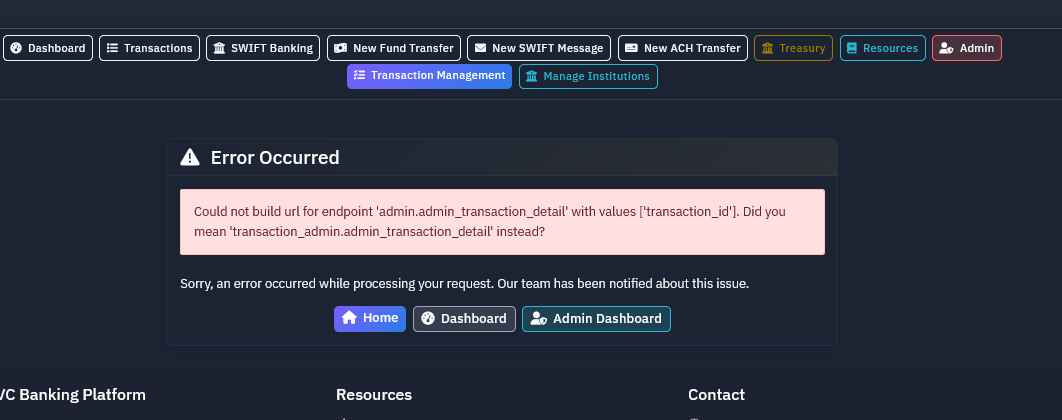 Dashboard Transactions SWIFT Banking New Fund Transfer New SWIFT Message New ACH Transfer Treasury Resources Admin
Transaction Management Manage Institutions
Error Occurred
Could not build url for endpoint 'admin.admin_transaction_detail' with values ['transaction_id']. Did you
mean 'transaction_admin.admin_transaction_detail' instead?
Sorry, an error occurred while processing your request. Our team has been notified about this issue.
Home Dashboard Admin Dashboard
VC Banking Platform Resources Contact